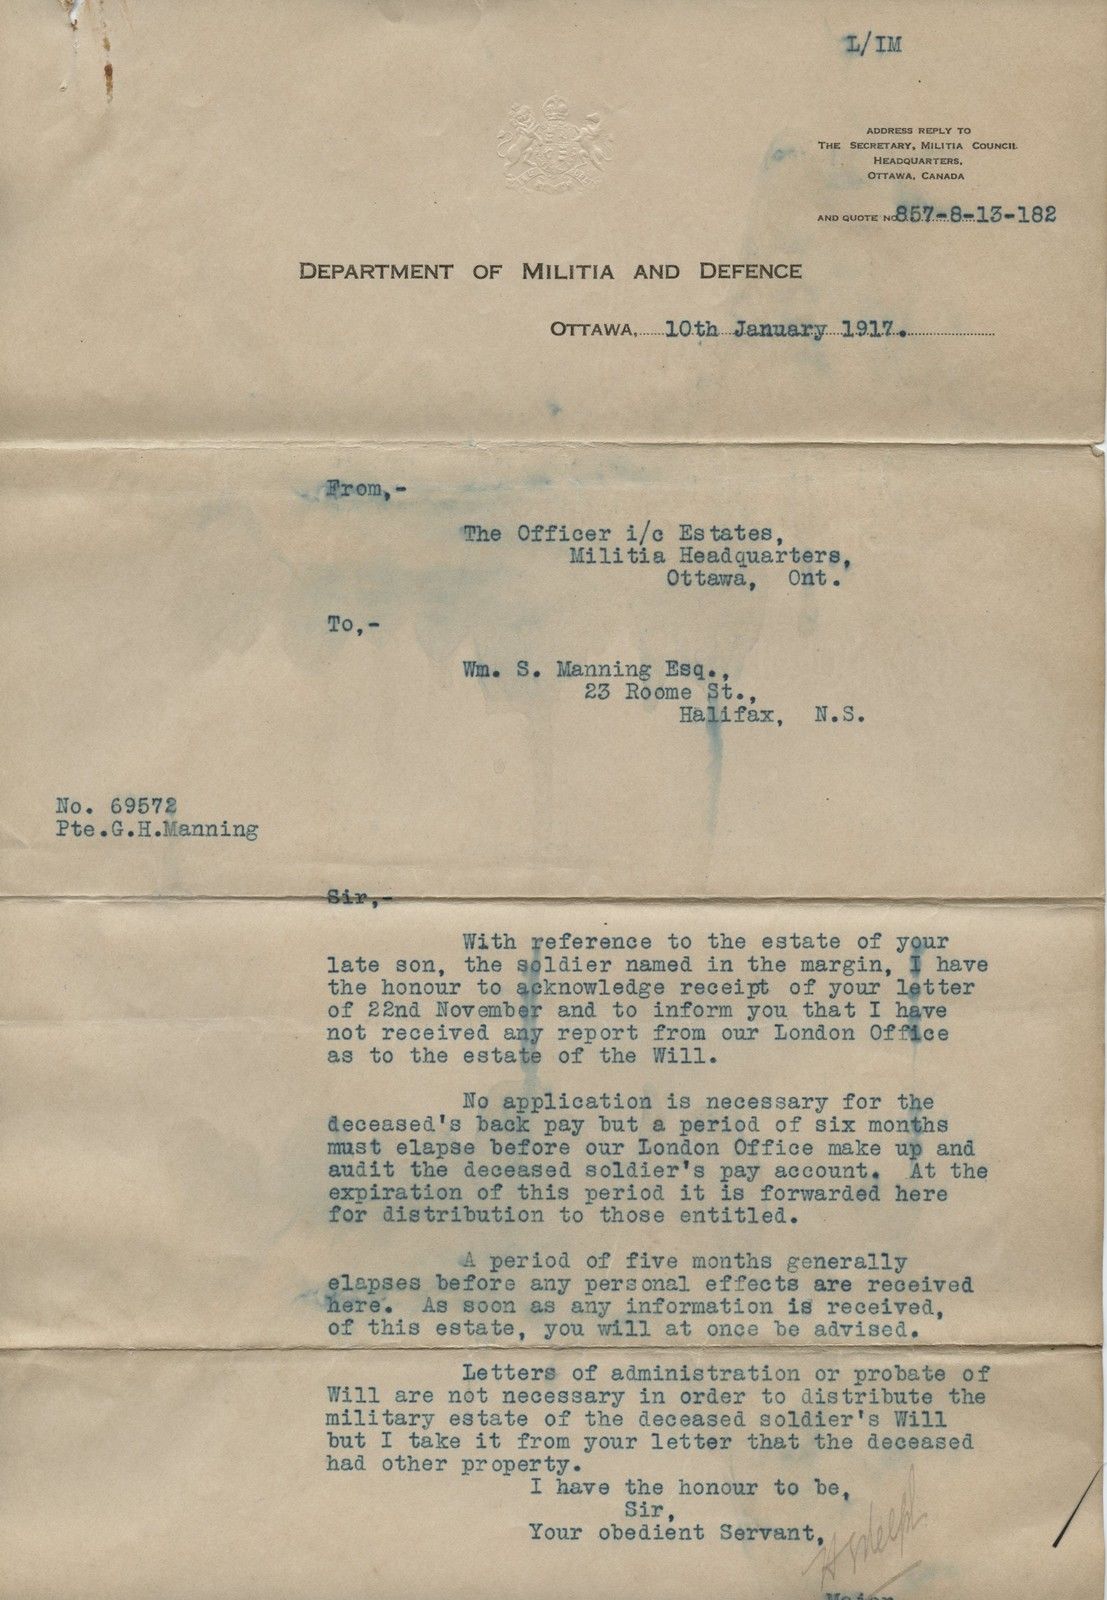 L/IM
ADDRESS REPLY TO
THE SECRETARY, MILITIA COUNCIL
HEADQUARTERS,
OTTAWA, CANADA
AND QUOTE NO 857-8-13-182
DEPARTMENT OF MILITIA AND DEFENCE
OTTAWA, 10th January 1917.
From,-
The Officer i/c Estates,
Militia Headquarters,
Ottawa, Ont.
To,-
Wm. S. Manning Esq.,
23 Roome St.,
Halifax, N.S.
No. 69572
Pte.G.H.Manning
Sir,-
With reference to the estate of your
late son, the soldier named in the margin, I have
the honour to acknowledge receipt of your letter
of 22nd November and to inform you that I have
not received any report from our London Office
as to the estate of the Will.
No application is necessary for the
deceased's back pay but a period of six months
must elapse before our London Office make up and
audit the deceased soldier's pay account. At the
expiration of this period it is forwarded here
for distribution to those entitled.
A period of five months generally
elapses before any personal effects are received
here. As soon as any information is received,
of this estate, you will at once be advised.
Letters of administration or probate of
Will are not necessary in order to distribute the
military estate of the deceased soldier's Will
but I take it from your letter that the deceased
had other property.
I have the honour to be,
Sir,
Your obedient Servant,
Major